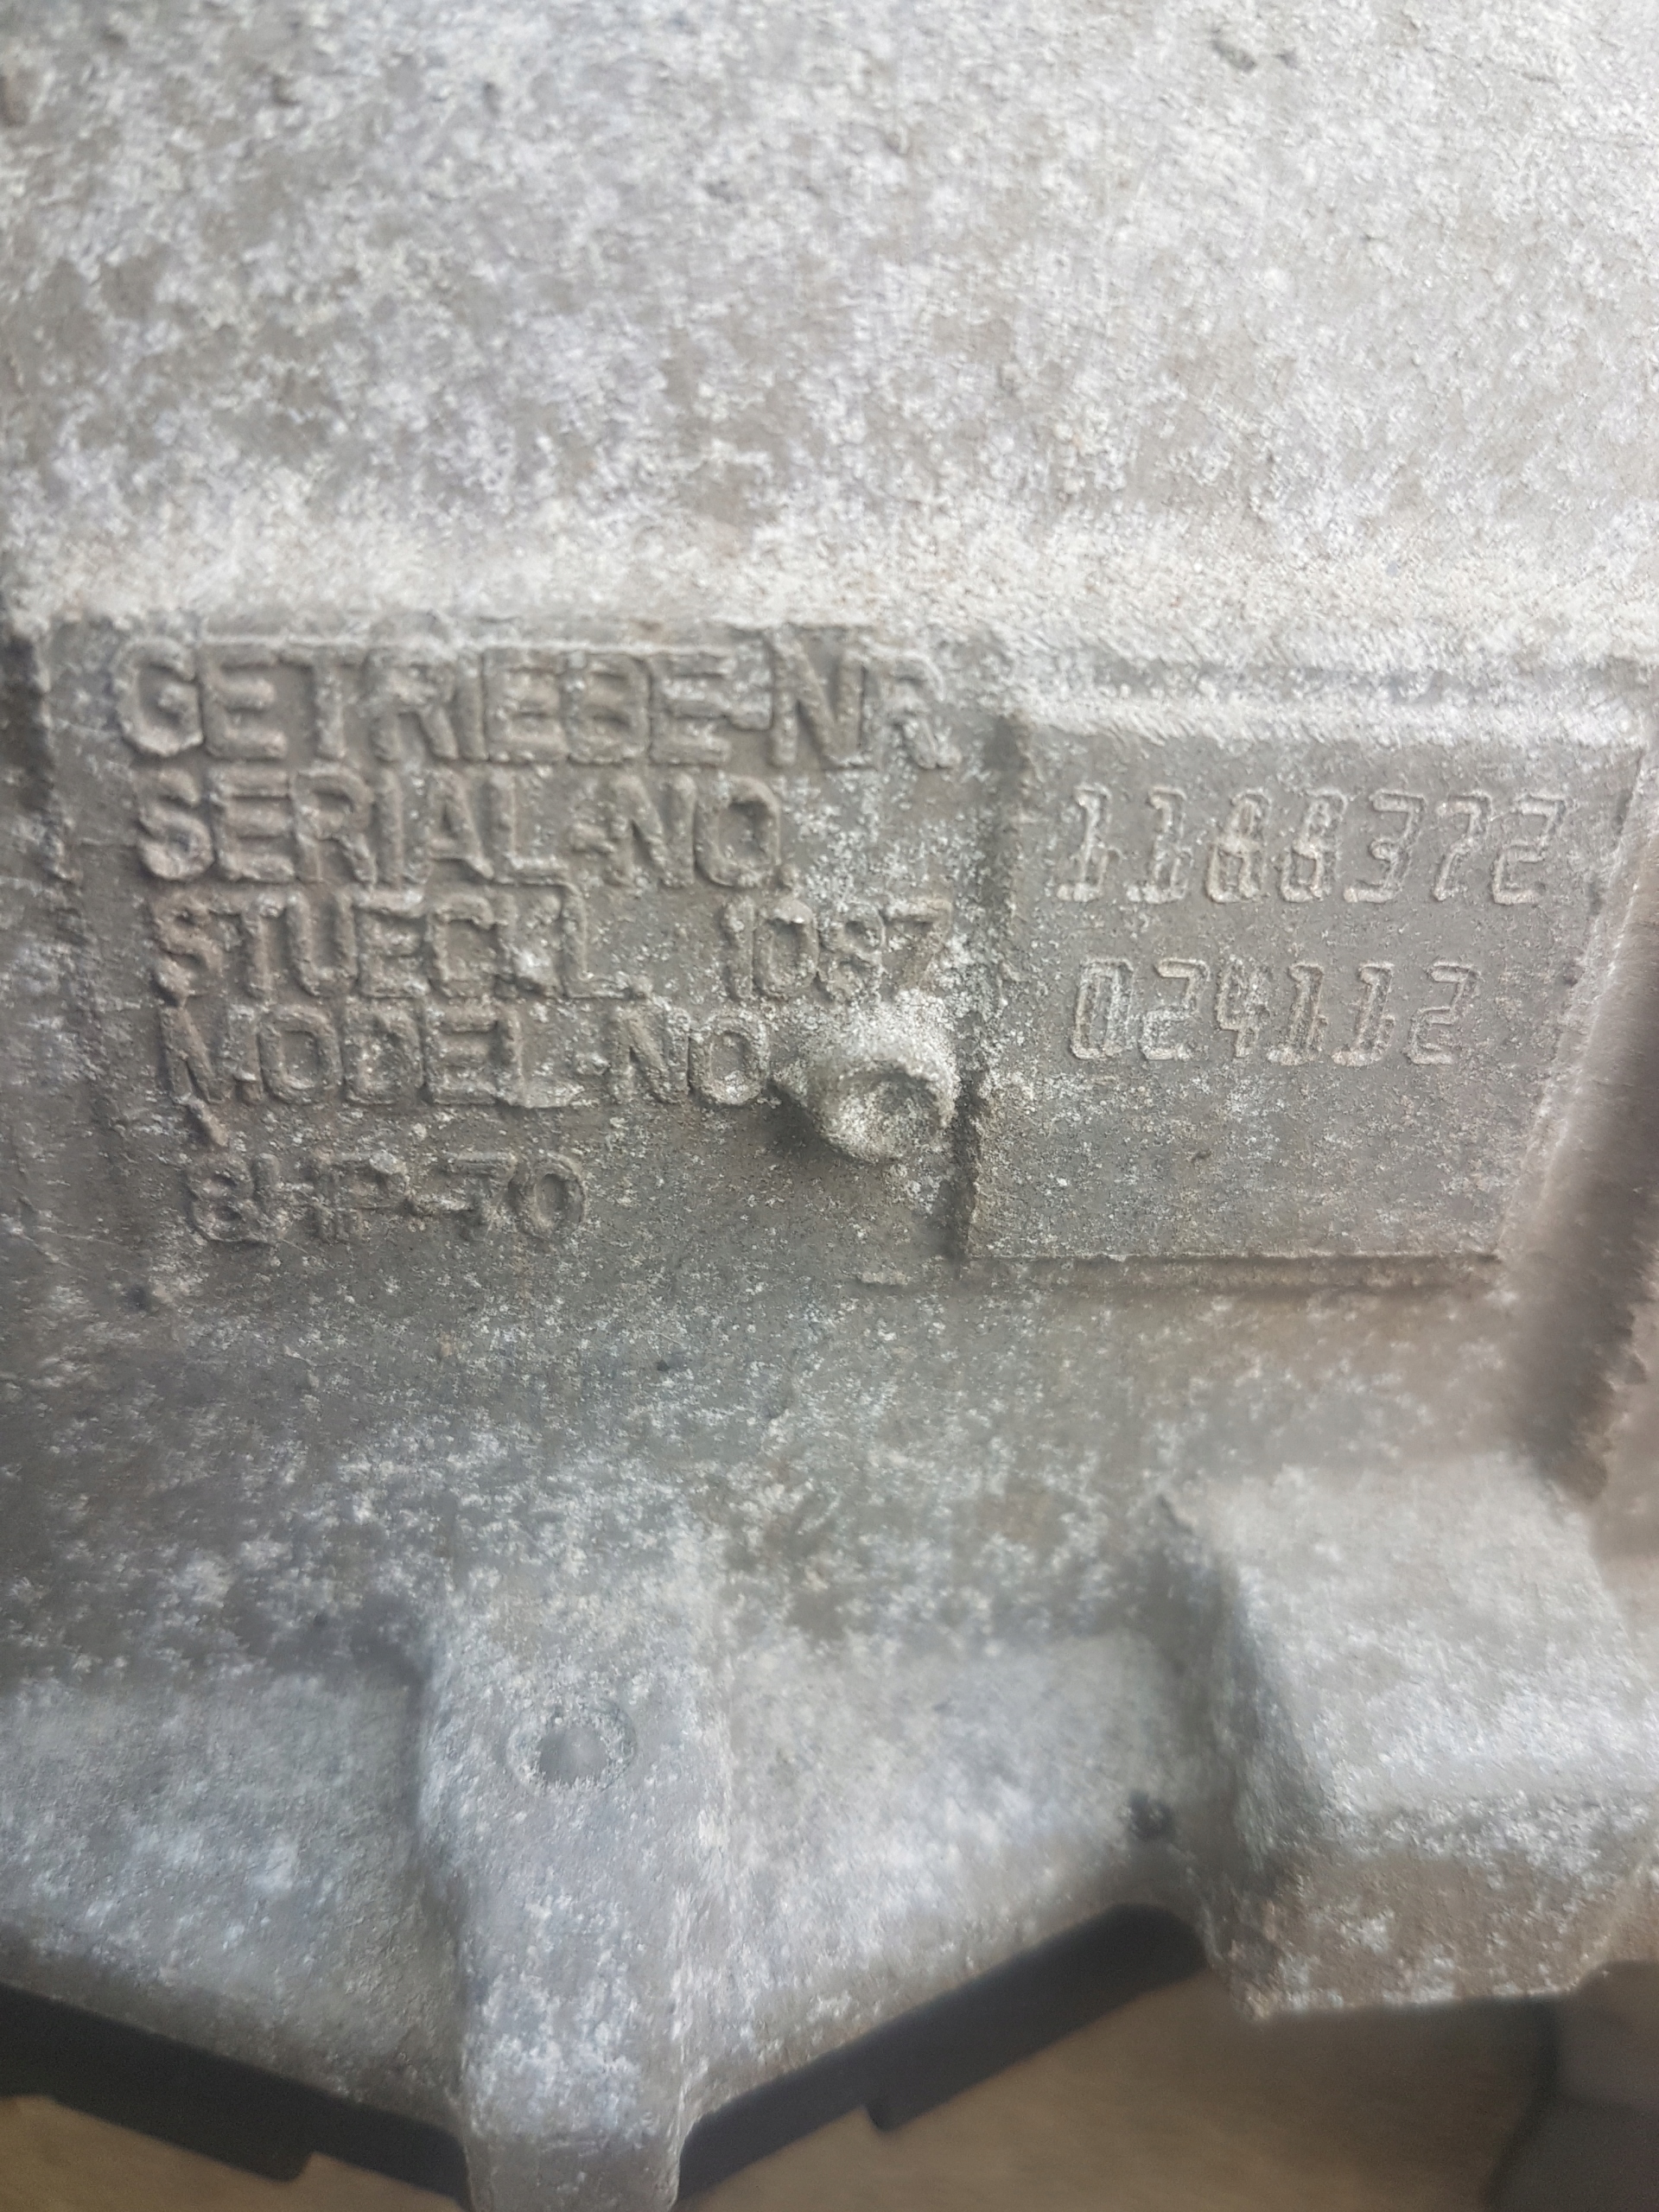 GETRIEBE-NR
SERIAL-NO. 1188372
STUECKL. 1087 024112
MODEL-NO
8HP-70